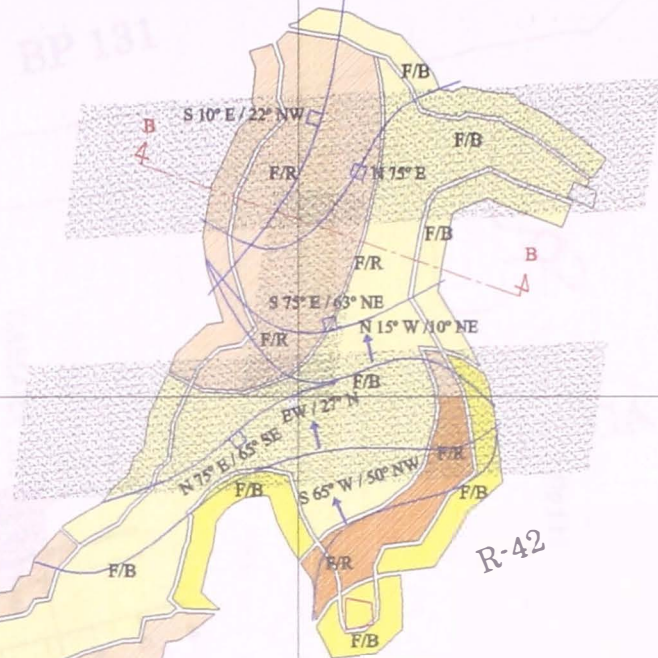 BP 131
F/B
S 10° E / 22° NW
B
F/B
F/R
N 75° E
F/B
B
F/R
S 75° E / 63° NE
N 15° W /10° NE
F/R
F/B
EW / 27° N
N 75° E / 65° SE
F/R
S 65° W / 50° NW
F/B
F/B
R-42
F/R
F/B
F/B